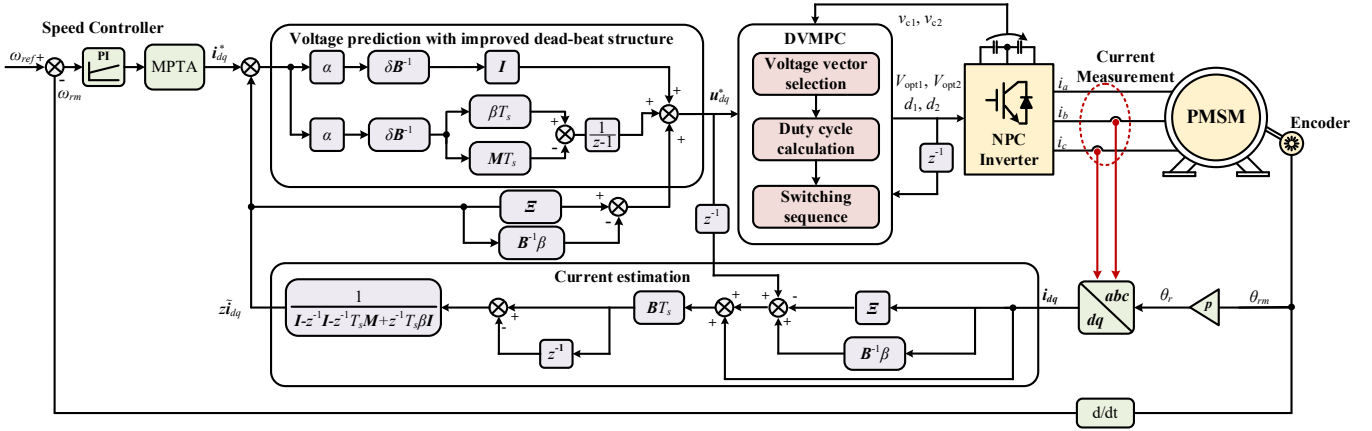 Speed Controller
ω_ref +
-
ω_rm
PI
MPTA
i*_dq
Voltage prediction with improved dead-beat structure
α
δB⁻¹
I
α
δB⁻¹
βT_s
MT_s
+
-
1/(z-1)
+
+
+
Ξ
B⁻¹β
+
-
u*_dq
z⁻¹
DVMPC
Voltage vector
selection
Duty cycle
calculation
Switching
sequence
v_c1, v_c2
V_opt1, V_opt2
d_1, d_2
z⁻¹
NPC
Inverter
Current
Measurement
i_a
i_b
i_c
PMSM
Encoder
Current estimation
zĩ_dq
1/(I-z⁻¹I-z⁻¹T_sM+z⁻¹T_sβI)
+
-
z⁻¹
BT_s
+
+
+
-
+
Ξ
B⁻¹β
i_dq
abc
dq
θ_r
p
θ_rm
d/dt